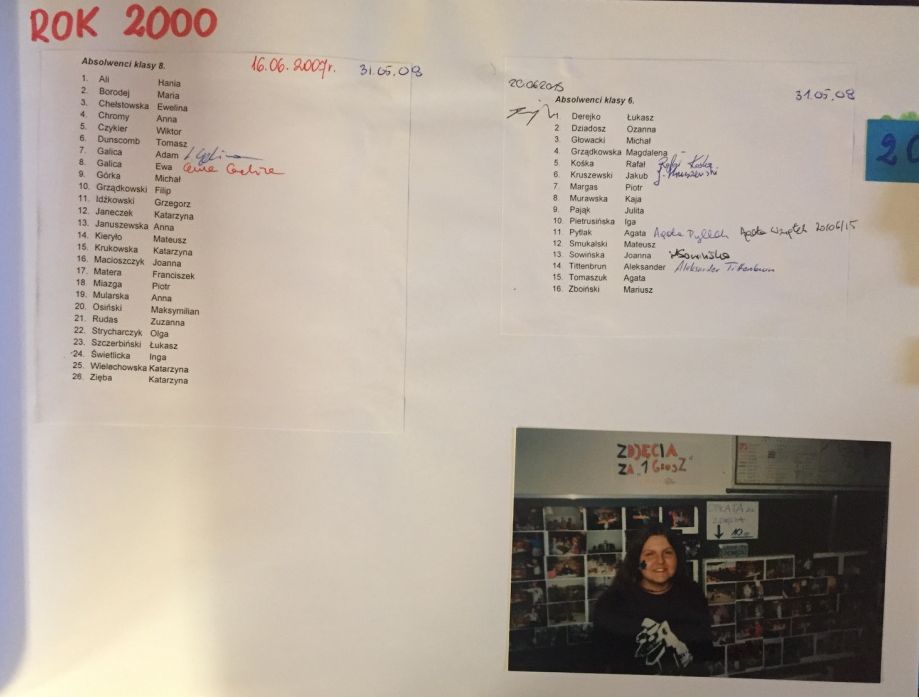 ROK 2000
Absolwenci klasy 8.
16.06.2007r.
31.05.08
1. Ali Hania
2. Borodej Maria
3. Chełstowska Ewelina
4. Chromy Anna
5. Czykier Wiktor
6. Dunscomb Tomasz
7. Galica Adam
8. Galica Ewa
9. Górka Michał
10. Grządkowski Filip
11. Idźkowski Grzegorz
12. Janeczek Katarzyna
13. Januszewska Anna
14. Kieryło Mateusz
15. Krukowska Katarzyna
16. Macioszczyk Joanna
17. Matera Franciszek
18. Miazga Piotr
19. Mularska Anna
20. Osiński Maksymilian
21. Rudas Zuzanna
22. Strycharczyk Olga
23. Szczerbiński Łukasz
24. Świetlicka Inga
25. Wielechowska Katarzyna
26. Zięba Katarzyna
20.06.2015
Absolwenci klasy 6.
31.05.08
1. Derejko Łukasz
2. Dziadosz Ozanna
3. Głowacki Michał
4. Grządkowska Magdalena
5. Kośka Rafał Rafał Kośka
6. Kruszewski Jakub J. Kruszewski
7. Margas Piotr
8. Murawska Kaja
9. Pająk Julita
10. Pietrusińska Iga
11. Pytlak Agata Agata Pytlak Agata 200615
12. Smukalski Mateusz
13. Sowińska Joanna JSowińska
14. Tittenbrun Aleksander Aleksander Tittenbrun
15. Tomaszuk Agata
16. Zboiński Mariusz
20
ZDJĘCIA
ZA „1 GROSZ"